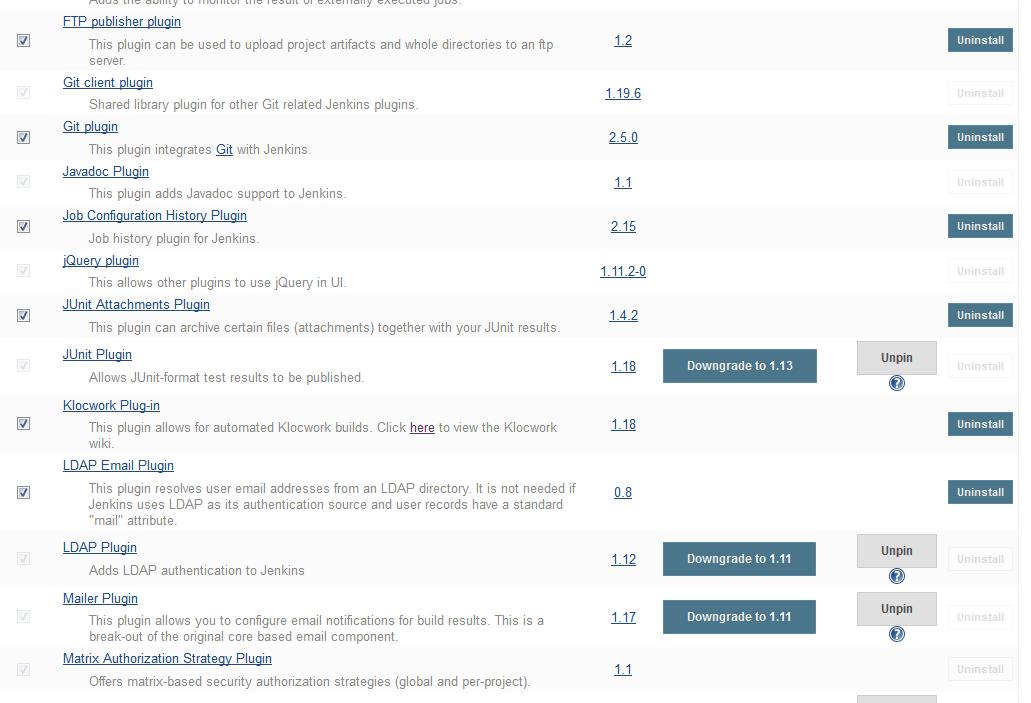 Adds the ability to monitor the result of externally executed jobs.
FTP publisher plugin
This plugin can be used to upload project artifacts and whole directories to an ftp
server.
1.2
Uninstall
Git client plugin
Shared library plugin for other Git related Jenkins plugins.
1.19.6
Uninstall
Git plugin
This plugin integrates Git with Jenkins.
2.5.0
Uninstall
Javadoc Plugin
This plugin adds Javadoc support to Jenkins.
1.1
Uninstall
Job Configuration History Plugin
Job history plugin for Jenkins.
2.15
Uninstall
jQuery plugin
This allows other plugins to use jQuery in UI.
1.11.2-0
Uninstall
JUnit Attachments Plugin
This plugin can archive certain files (attachments) together with your JUnit results.
1.4.2
Uninstall
JUnit Plugin
Allows JUnit-format test results to be published.
1.18
Downgrade to 1.13
Unpin
?
Uninstall
Klocwork Plug-in
This plugin allows for automated Klocwork builds. Click here to view the Klocwork
wiki.
1.18
Uninstall
LDAP Email Plugin
This plugin resolves user email addresses from an LDAP directory. It is not needed if
Jenkins uses LDAP as its authentication source and user records have a standard
"mail" attribute.
0.8
Uninstall
LDAP Plugin
Adds LDAP authentication to Jenkins
1.12
Downgrade to 1.11
Unpin
?
Uninstall
Mailer Plugin
This plugin allows you to configure email notifications for build results. This is a
break-out of the original core based email component.
1.17
Downgrade to 1.11
Unpin
?
Uninstall
Matrix Authorization Strategy Plugin
Offers matrix-based security authorization strategies (global and per-project).
1.1
Uninstall